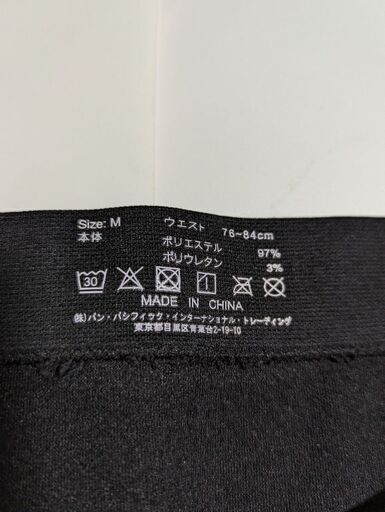 Size: M ウエスト 76~84cm
本体 ポリエステル 97%
ポリウレタン 3%
30
MADE IN CHINA
(株)パン・パシフィック・インターナショナル・トレーディング
東京都目黒区青葉台2-19-10